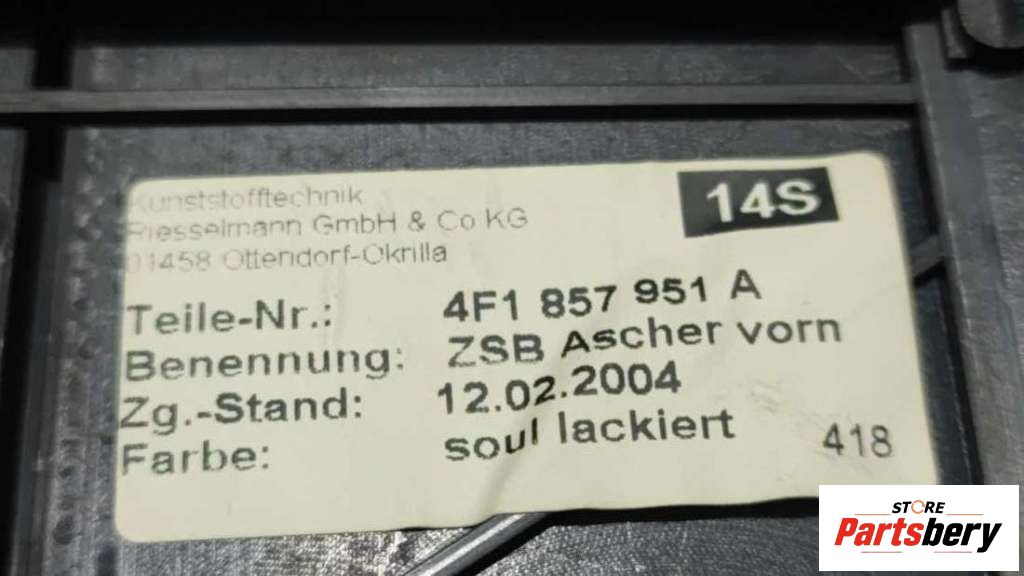 Kunststofftechnik
Riesselmann GmbH & Co KG
01458 Ottendorf-Okrilla
14S
Teile-Nr.: 4F1 857 951 A
Benennung: ZSB Ascher vorn
Zg.-Stand: 12.02.2004
Farbe: soul lackiert 418
STORE
Partsbery